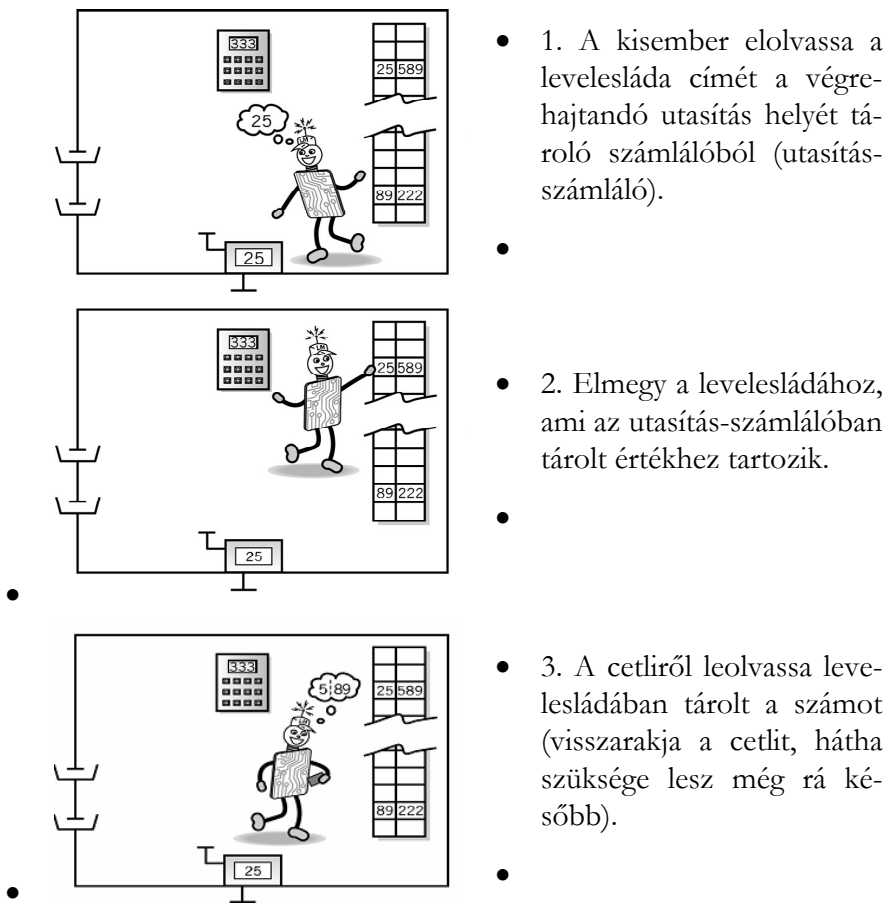 333
25 589
25
89 222
25
• 1. A kisember elolvassa a
levelesláda címét a végre-
hajtandó utasítás helyét tá-
roló számlálóból (utasítás-
számláló).
•
333
LM
25 589
89 222
25
• 2. Elmegy a levelesládához,
ami az utasítás-számlálóban
tárolt értékhez tartozik.
•
•
333
5 89
25 589
89 222
25
• 3. A cetliről leolvassa leve-
lesládában tárolt a számot
(visszarakja a cetlit, hátha
szüksége lesz még rá ké-
sőbb).
•
•